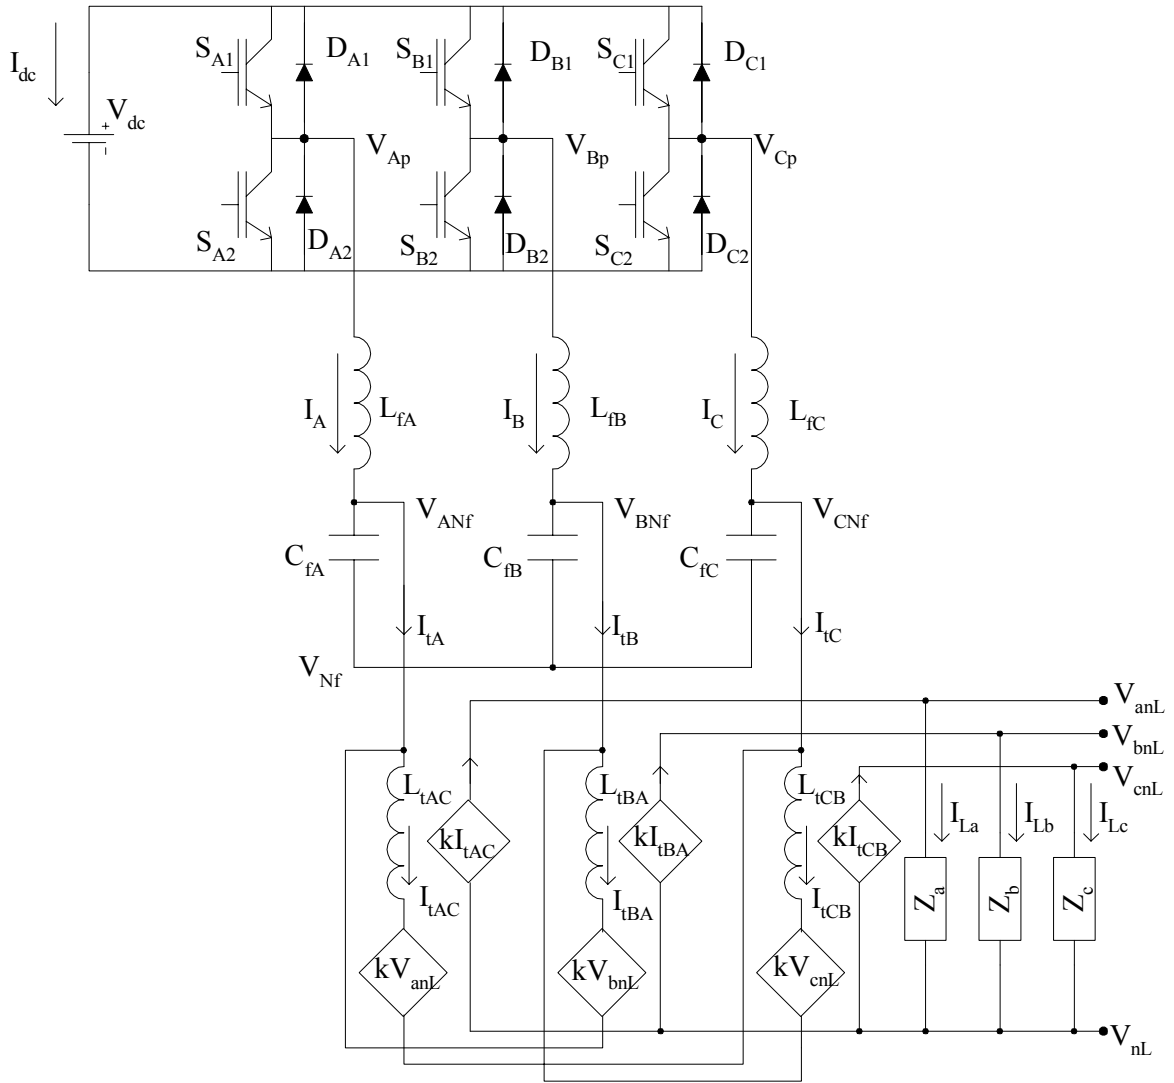 S_A1 D_A1 S_B1 D_B1 S_C1 D_C1
I_dc
V_dc
+
-
V_Ap V_Bp V_Cp
S_A2 D_A2 S_B2 D_B2 S_C2 D_C2
I_A L_fA I_B L_fB I_C L_fC
V_ANf V_BNf V_CNf
C_fA C_fB C_fC
I_tA I_tB I_tC
V_Nf
V_anL
V_bnL
V_cnL
L_tAC L_tBA L_tCB
I_La I_Lb I_Lc
kI_tAC kI_tBA kI_tCB
Z_a Z_b Z_c
I_tAC I_tBA I_tCB
kV_anL kV_bnL kV_cnL
V_nL